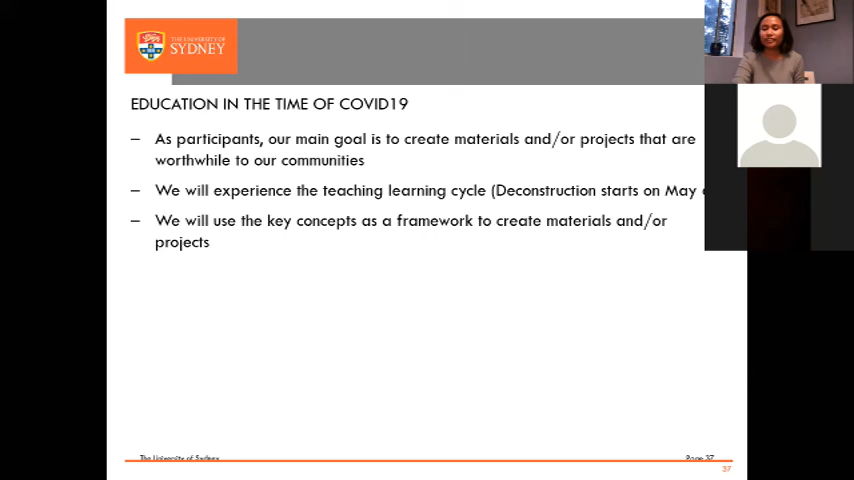 THE UNIVERSITY OF
SYDNEY
EDUCATION IN THE TIME OF COVID19
– As participants, our main goal is to create materials and/or projects that are
worthwhile to our communities
– We will experience the teaching learning cycle (Deconstruction starts on May
– We will use the key concepts as a framework to create materials and/or
projects
The University of Sydney
Page 37
37